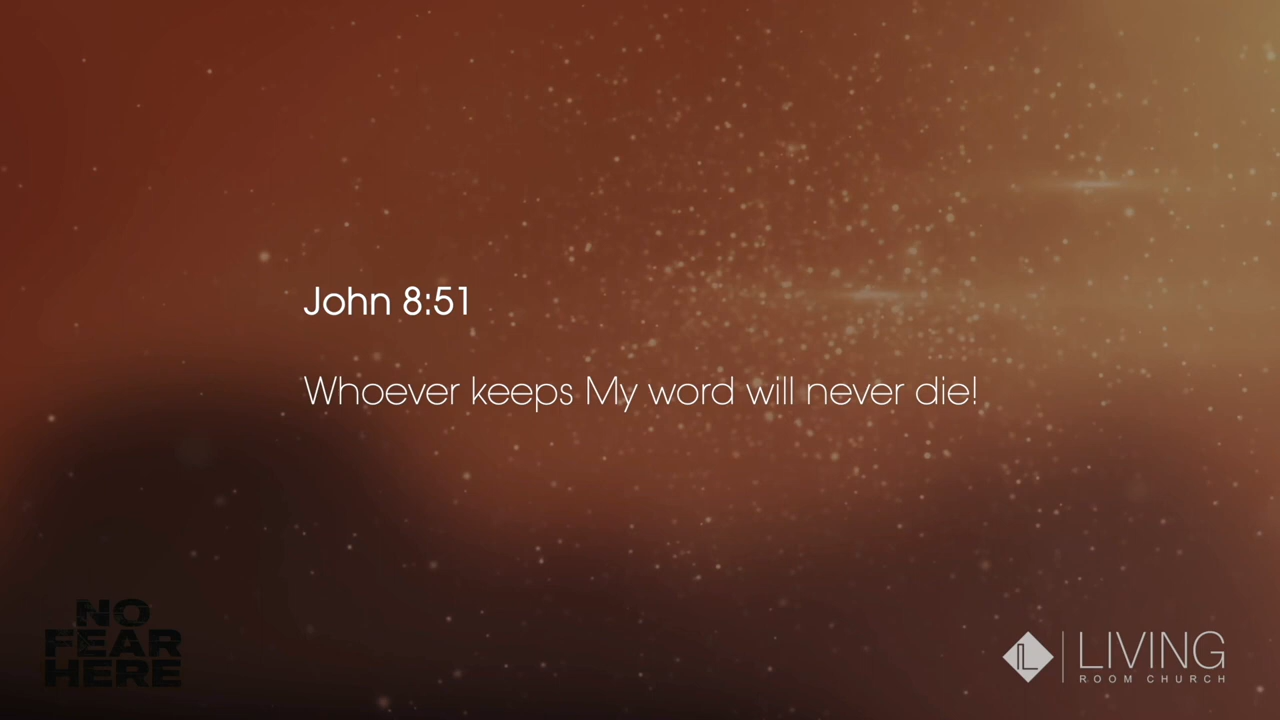 John 8:51
Whoever keeps My word will never die!
NO
FEAR
HERE
LIVING
ROOM CHURCH